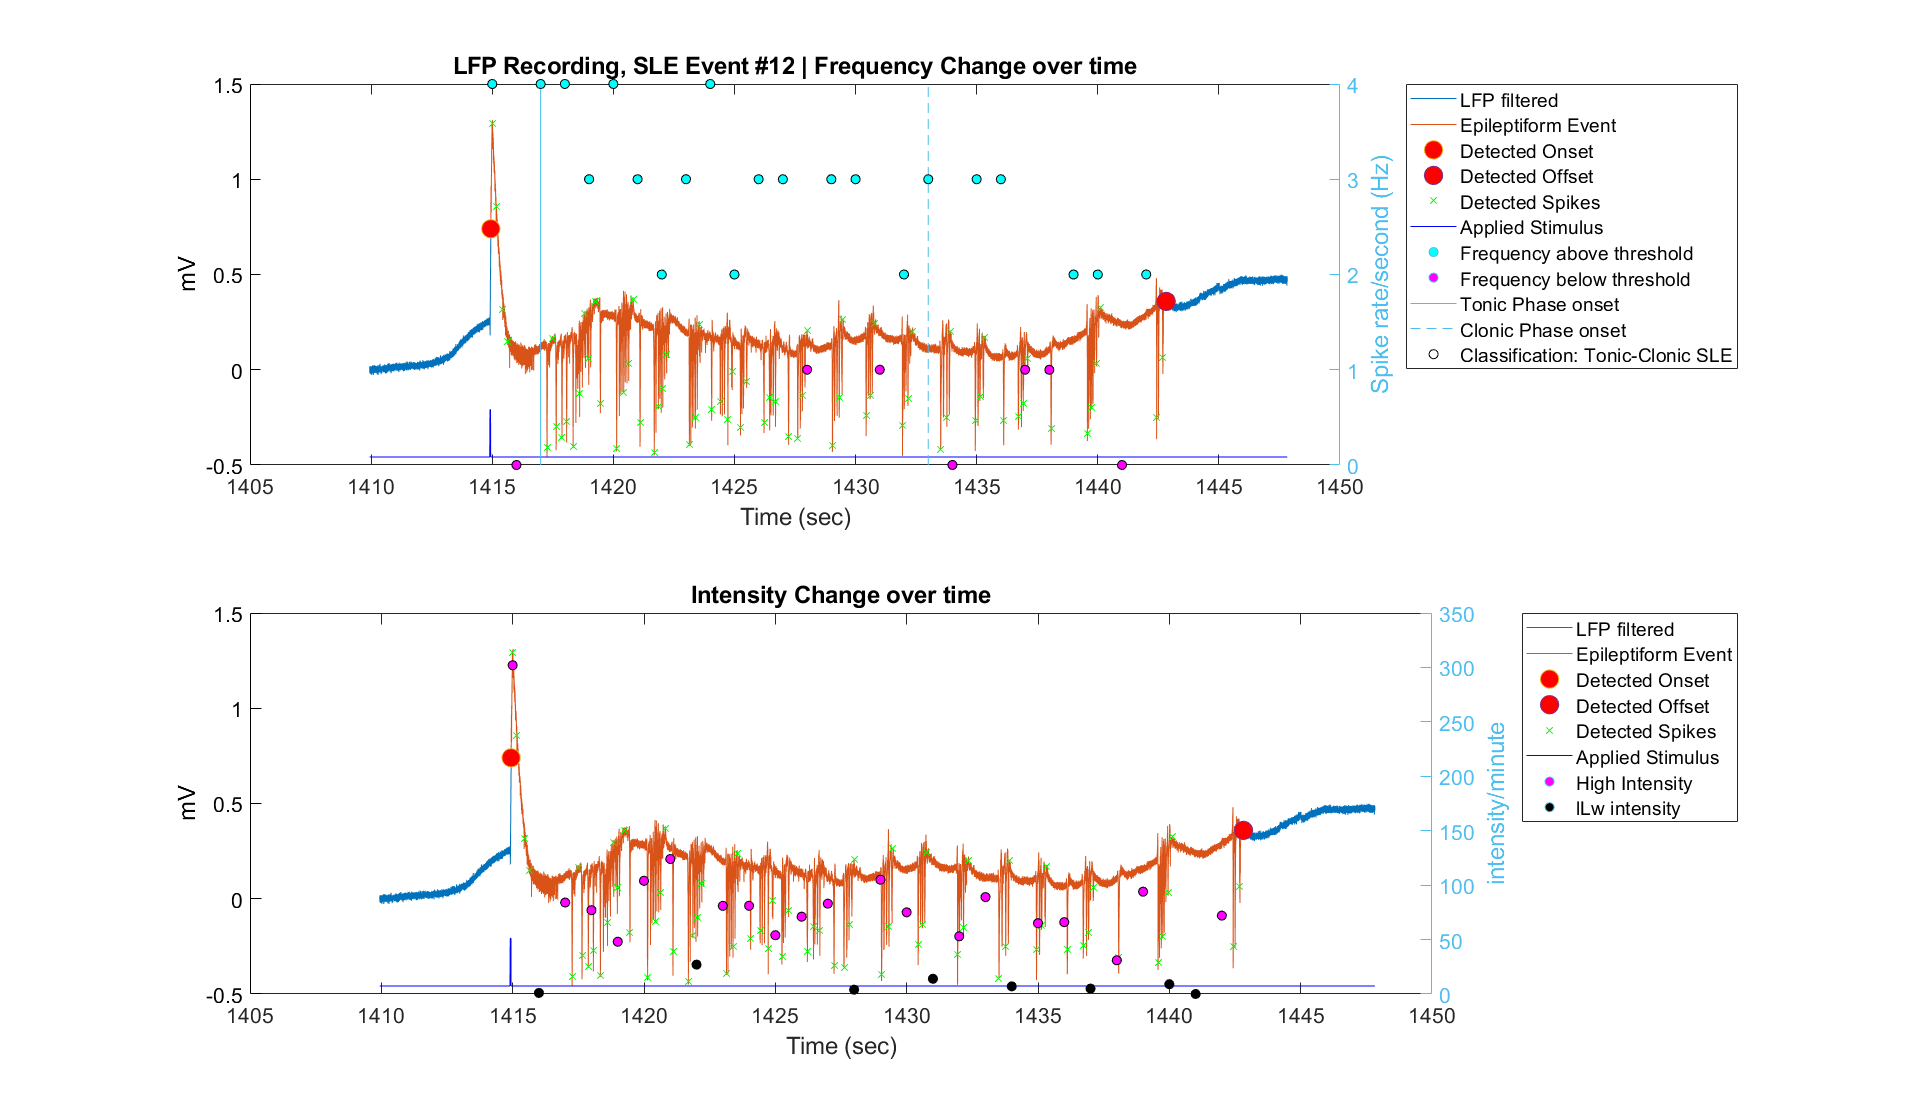 LFP Recording, SLE Event #12 | Frequency Change over time
1.5
1
0.5
0
-0.5
mV
4
3
2
1
0
Spike rate/second (Hz)
1405 1410 1415 1420 1425 1430 1435 1440 1445 1450
Time (sec)
LFP filtered
Epileptiform Event
Detected Onset
Detected Offset
Detected Spikes
Applied Stimulus
Frequency above threshold
Frequency below threshold
Tonic Phase onset
Clonic Phase onset
Classification: Tonic-Clonic SLE
Intensity Change over time
1.5
1
0.5
0
-0.5
mV
350
300
250
200
150
100
50
0
intensity/minute
1405 1410 1415 1420 1425 1430 1435 1440 1445 1450
Time (sec)
LFP filtered
Epileptiform Event
Detected Onset
Detected Offset
Detected Spikes
Applied Stimulus
High Intensity
lLw intensity